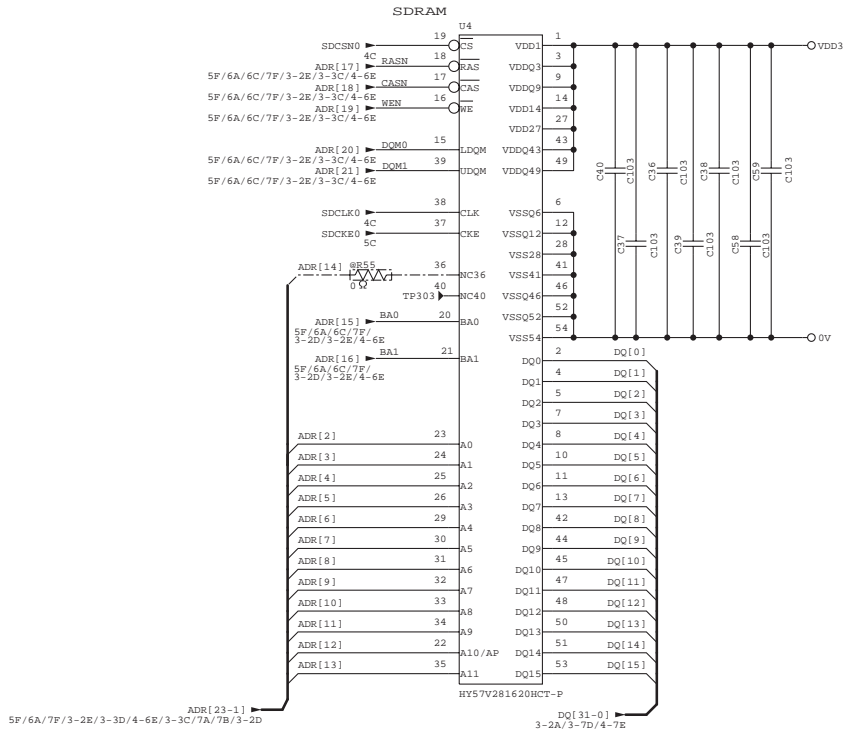 SDRAM
U4
SDCSN0 19 CS VDD1 1 VDD3
4C
ADR[17] RASN 18 RAS VDDQ3 3
5F/6A/6C/7F/3-2E/3-3C/4-6E
ADR[18] CASN 17 CAS VDDQ9 9
5F/6A/6C/7F/3-2E/3-3C/4-6E
ADR[19] WEN 16 WE VDD14 14
5F/6A/6C/7F/3-2E/3-3C/4-6E
VDD27 27
ADR[20] DQM0 15 LDQM VDDQ43 43
5F/6A/6C/7F/3-2E/3-3C/4-6E
ADR[21] DQM1 39 UDQM VDDQ49 49
5F/6A/6C/7F/3-2E/3-3C/4-6E
C40 C103 C36 C103 C38 C103 C59 C103
SDCLK0 38 CLK VSSQ6 6
4C
SDCKE0 37 CKE VSSQ12 12
5C
C37 C103 C39 C103 C58 C103
VSS28 28
ADR[14] @R55 36 NC36 VSS41 41
0Ω
TP303 40 NC40 VSSQ46 46
ADR[15] BA0 20 BA0 VSSQ52 52
5F/6A/6C/7F/
3-2D/3-2E/4-6E
VSS54 54 0V
ADR[16] BA1 21 BA1 DQ0 2 DQ[0]
5F/6A/6C/7F/
3-2D/3-2E/4-6E
DQ1 4 DQ[1]
DQ2 5 DQ[2]
DQ3 7 DQ[3]
ADR[2] 23 A0 DQ4 8 DQ[4]
ADR[3] 24 A1 DQ5 10 DQ[5]
ADR[4] 25 A2 DQ6 11 DQ[6]
ADR[5] 26 A3 DQ7 13 DQ[7]
ADR[6] 29 A4 DQ8 42 DQ[8]
ADR[7] 30 A5 DQ9 44 DQ[9]
ADR[8] 31 A6 DQ10 45 DQ[10]
ADR[9] 32 A7 DQ11 47 DQ[11]
ADR[10] 33 A8 DQ12 48 DQ[12]
ADR[11] 34 A9 DQ13 50 DQ[13]
ADR[12] 22 A10/AP DQ14 51 DQ[14]
ADR[13] 35 A11 DQ15 53 DQ[15]
HY57V281620HCT-P
ADR[23-1]
5F/6A/7F/3-2E/3-3D/4-6E/3-3C/7A/7B/3-2D
DQ[31-0]
3-2A/3-7D/4-7E